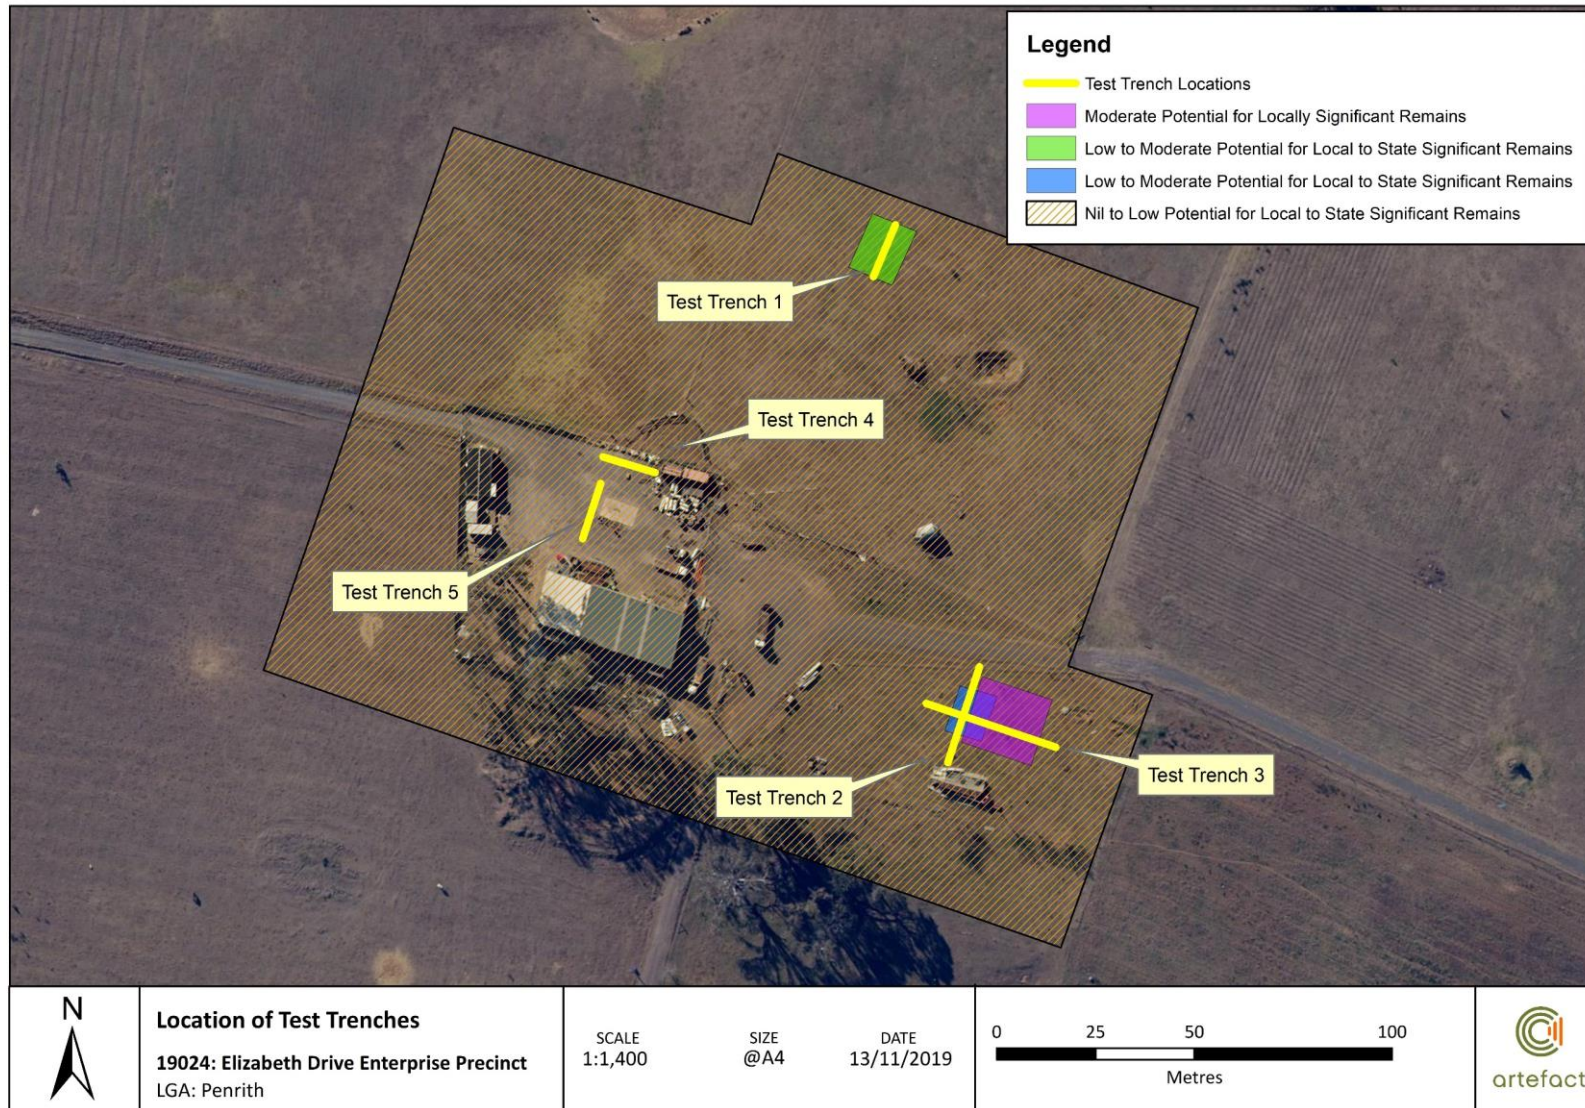 Legend
Test Trench Locations
Moderate Potential for Locally Significant Remains
Low to Moderate Potential for Local to State Significant Remains
Low to Moderate Potential for Local to State Significant Remains
Nil to Low Potential for Local to State Significant Remains
Test Trench 1
Test Trench 4
Test Trench 5
Test Trench 3
Test Trench 2
N
Location of Test Trenches
19024: Elizabeth Drive Enterprise Precinct
LGA: Penrith
SCALE
1:1,400
SIZE
@A4
DATE
13/11/2019
0 25 50 100
Metres
artefact